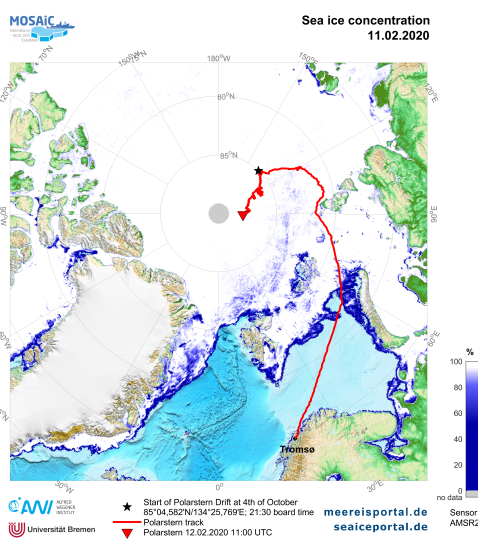 MOSAiC
Sea ice concentration
11.02.2020
70°N
75°N
150°W
180°W
150°E
120°W
120°E
80°N
85°N
90°W
90°E
60°W
60°E
%
100
80
60
40
20
0
no data
Tromsø
30°W
0°
30°E
AWI
ALFRED
WEGENER
INSTITUT
Universität Bremen
Start of Polarstern Drift at 4th of October
85°04,582'N/134°25,769'E; 21:30 board time
Polarstern track
Polarstern 12.02.2020 11:00 UTC
meereisportal.de
seaiceportal.de
Sensor
AMSR2